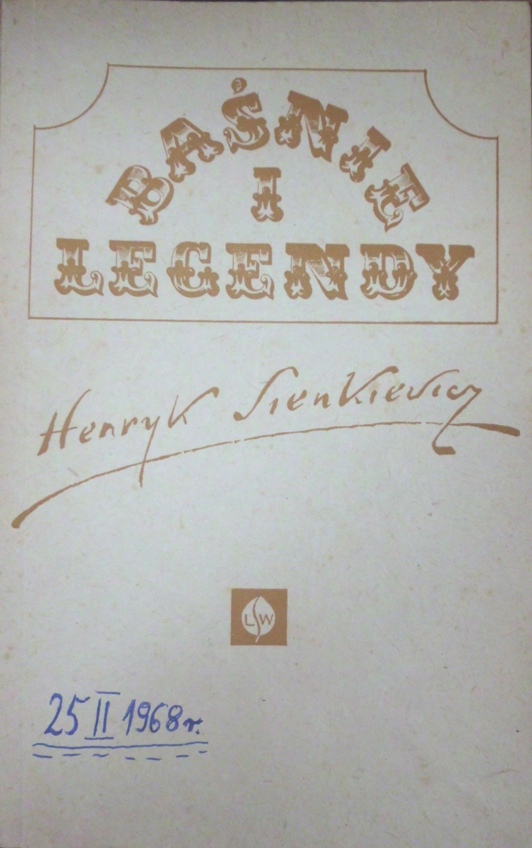 BAŚNIE
I
LEGENDY
Henryk Sienkiewicz
LSW
25 II 1968 r.